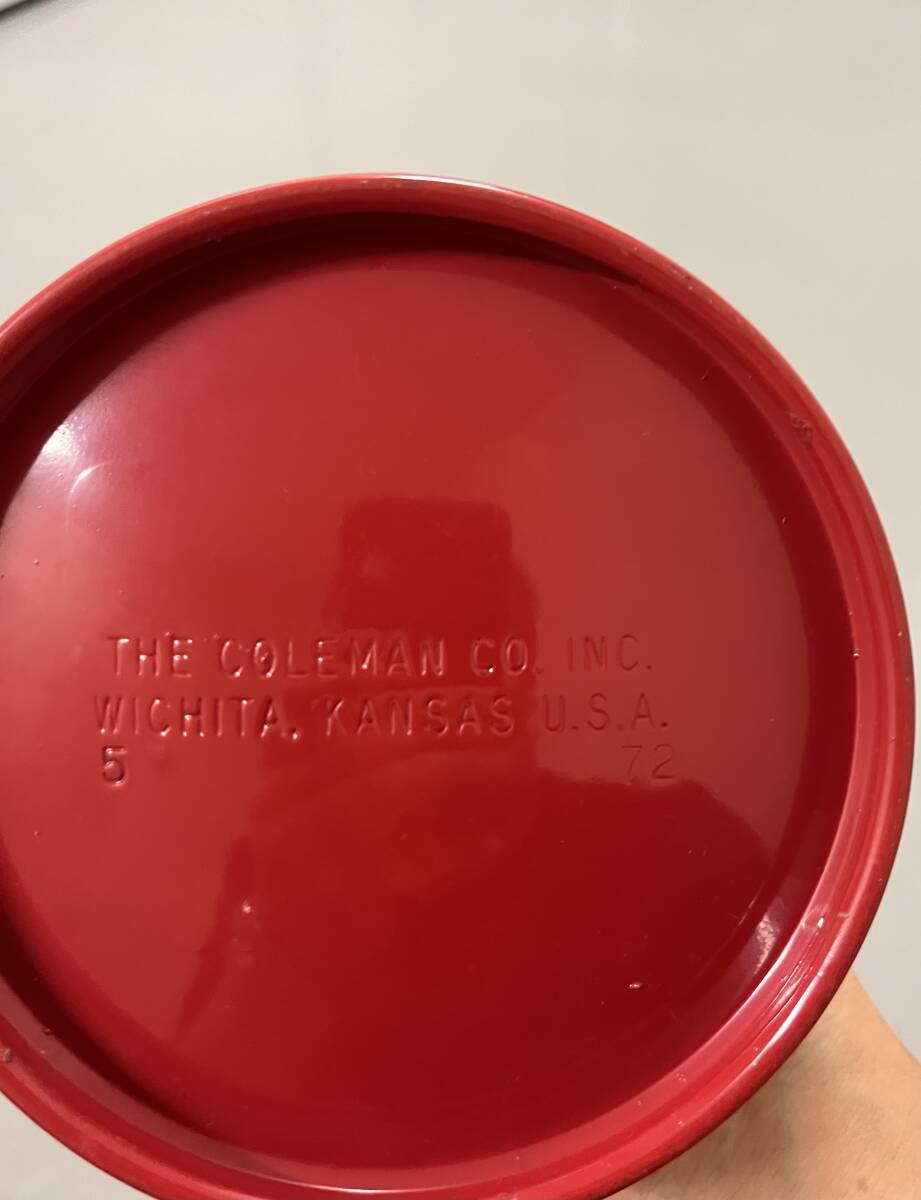 THE COLEMAN CO. INC.
WICHITA, KANSAS U.S.A.
5 72